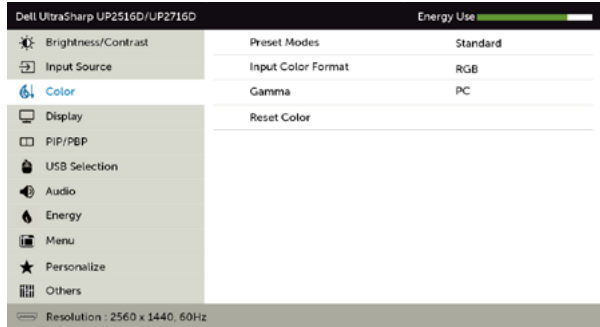 Dell UltraSharp UP2516D/UP2716D
Energy Use
Brightness/Contrast
Input Source
Color
Display
PIP/PBP
USB Selection
Audio
Energy
Menu
Personalize
Others
Preset Modes Standard
Input Color Format RGB
Gamma PC
Reset Color
Resolution : 2560 x 1440, 60Hz